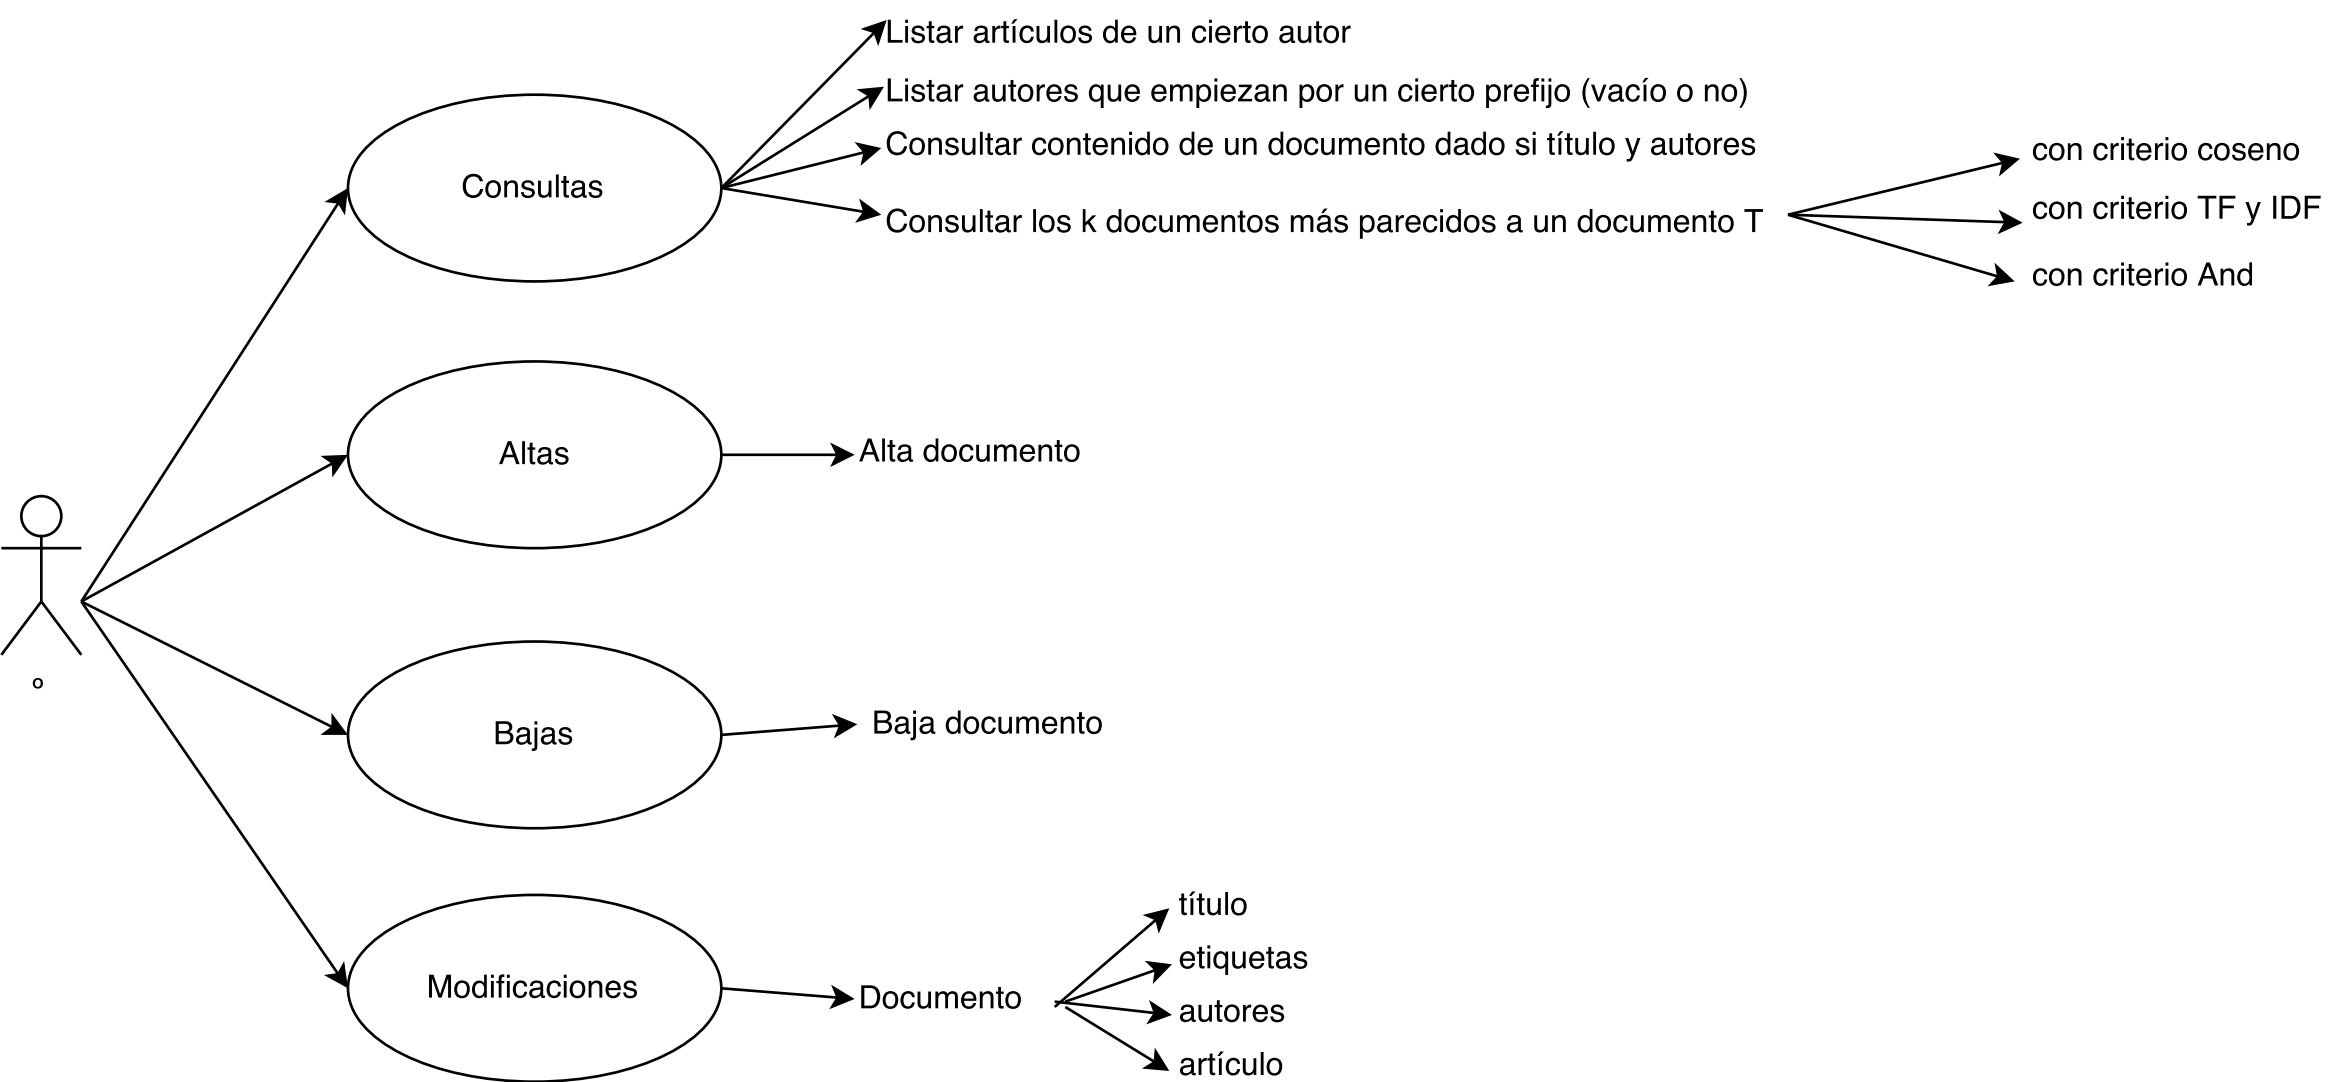 Listar artículos de un cierto autor
Listar autores que empiezan por un cierto prefijo (vacío o no)
Consultar contenido de un documento dado si título y autores
Consultar los k documentos más parecidos a un documento T
con criterio coseno
con criterio TF y IDF
con criterio And
Consultas
Altas
Alta documento
o
Bajas
Baja documento
Modificaciones
Documento
título
etiquetas
autores
artículo